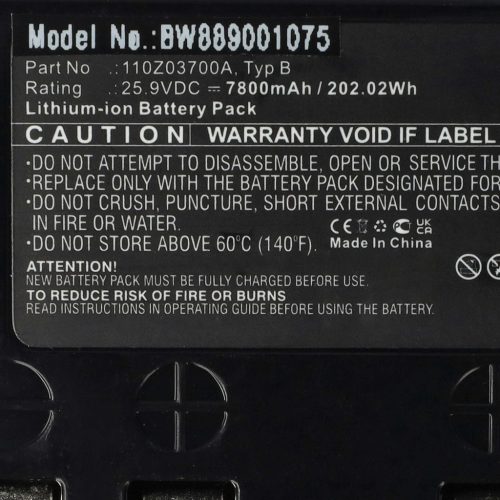 Model No.:BW889001075
Part No :110Z03700A, Typ B
Rating :25.9VDC ⎓ 7800mAh / 202.02Wh
Lithium-ion Battery Pack
CAUTION WARRANTY VOID IF LABEL
·DO NOT ATTEMPT TO DISASSEMBLE, OPEN OR SERVICE TH
·REPLACE ONLY WITH THE BATTERY PACK DESIGNATED FOR
·DO NOT CRUSH, PUNCTURE, SHORT EXTERNAL CONTACTS
IN FIRE OR WATER.
·DO NOT STORE ABOVE 60°C (140°F).
CE UK CA
Made In China
ATTENTION!
NEW BATTERY PACK MUST BE FULLY CHARGED BEFORE USE.
TO REDUCE RISK OF FIRE OR BURNS
READ INSTRUCTIONS IN OPERATING GUIDE BEFORE USING THE BATTERY.